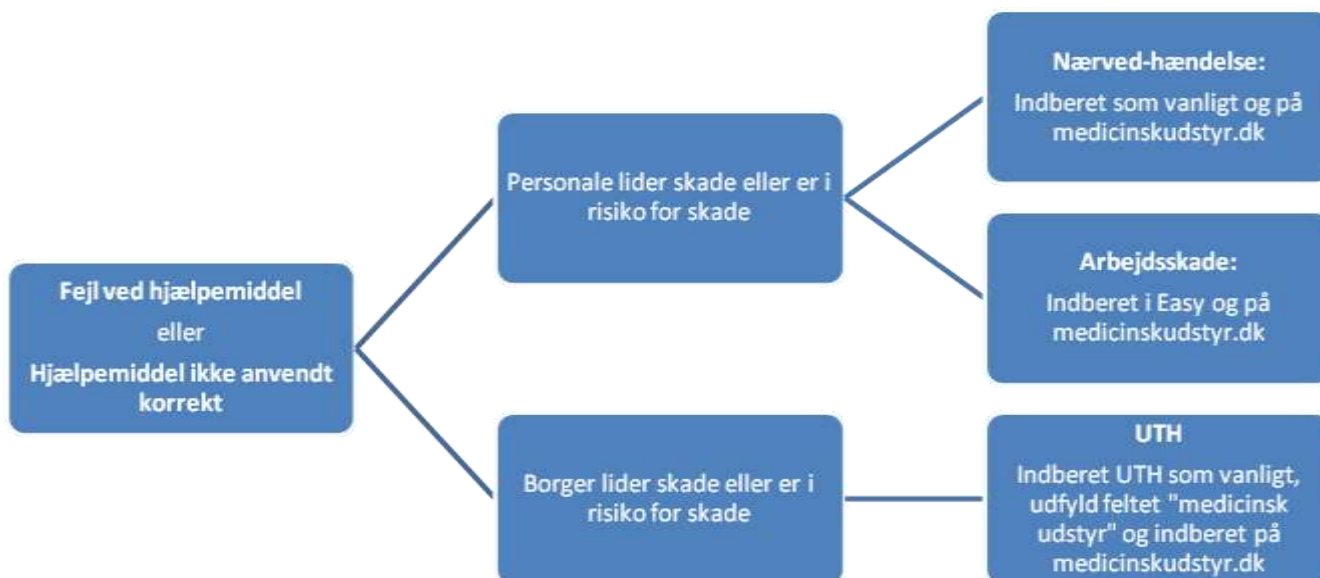 Fejl ved hjælpemiddel
eller
Hjælpemiddel ikke anvendt
korrekt
Personale lider skade eller er i
risiko for skade
Nærved-hændelse:
Indberet som vanligt og på
medicinskudstyr.dk
Arbejdsskade:
Indberet i Easy og på
medicinskudstyr.dk
Borger lider skade eller er i
risiko for skade
UTH
Indberet UTH som vanligt,
udfyld feltet "medicinsk
udstyr" og indberet på
medicinskudstyr.dk